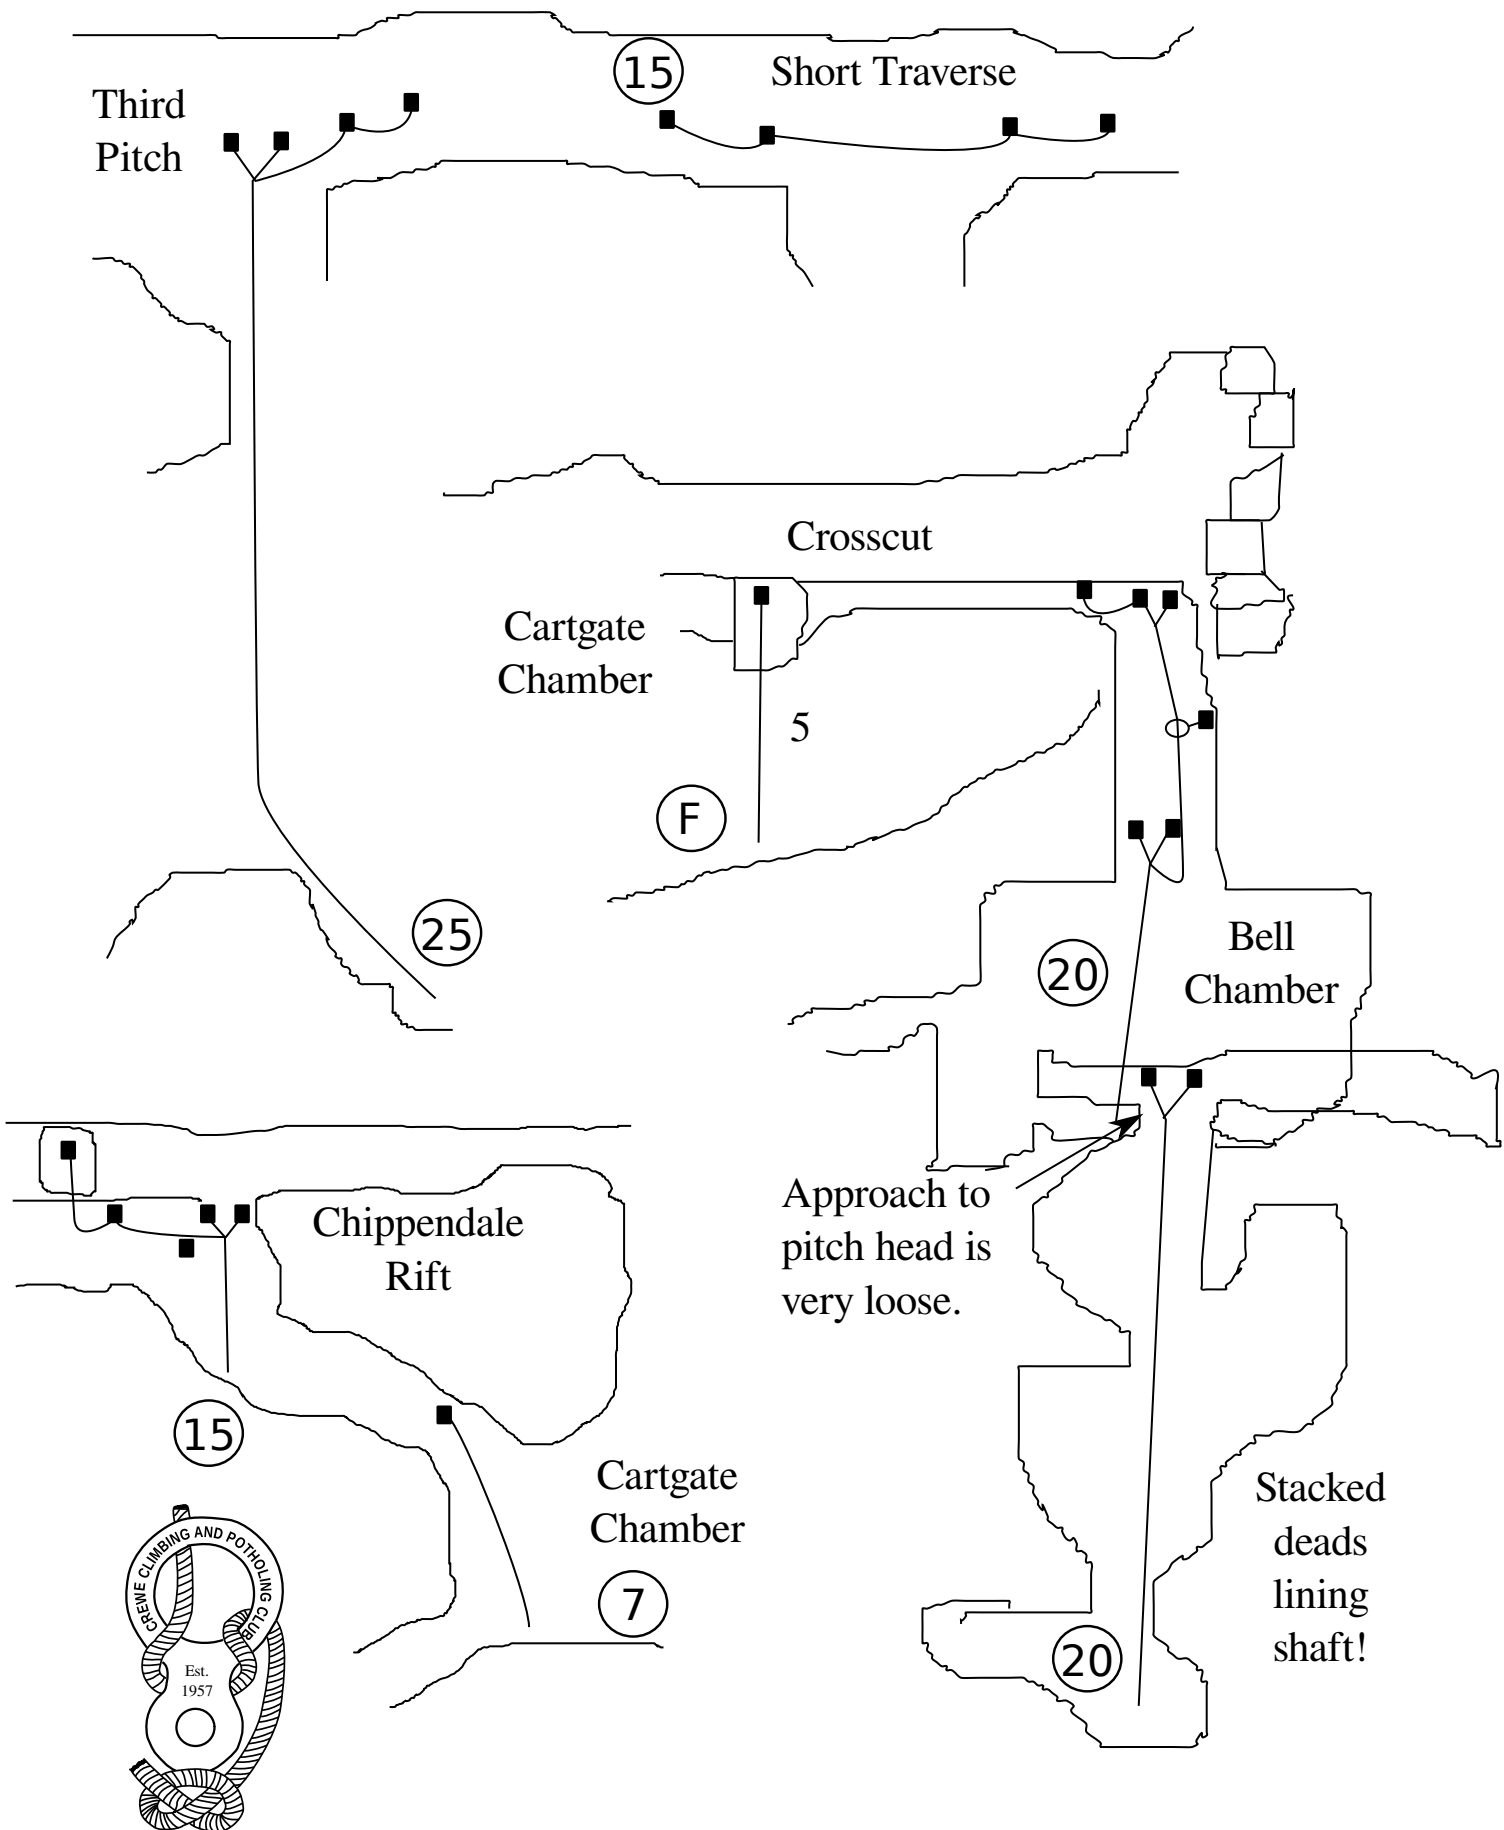 15
Short Traverse
Third
Pitch
Crosscut
Cartgate
Chamber
5
F
25
Bell
Chamber
20
Approach to
pitch head is
very loose.
Chippendale
Rift
15
Cartgate
Chamber
7
Stacked
deads
lining
shaft!
20
CREWE CLIMBING AND POTHOLING CLUB
Est.
1957